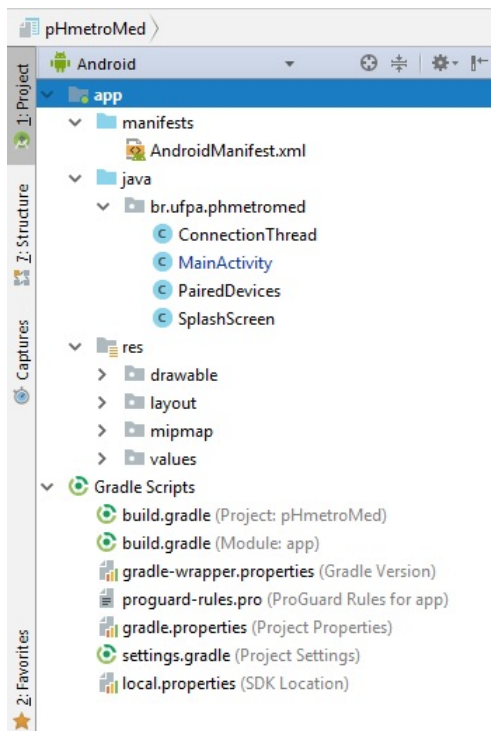 pHmetroMed
Android
1: Project
7: Structure
Captures
2: Favorites
app
manifests
AndroidManifest.xml
java
br.ufpa.phmetromed
ConnectionThread
MainActivity
PairedDevices
SplashScreen
res
drawable
layout
mipmap
values
Gradle Scripts
build.gradle (Project: pHmetroMed)
build.gradle (Module: app)
gradle-wrapper.properties (Gradle Version)
proguard-rules.pro (ProGuard Rules for app)
gradle.properties (Project Properties)
settings.gradle (Project Settings)
local.properties (SDK Location)